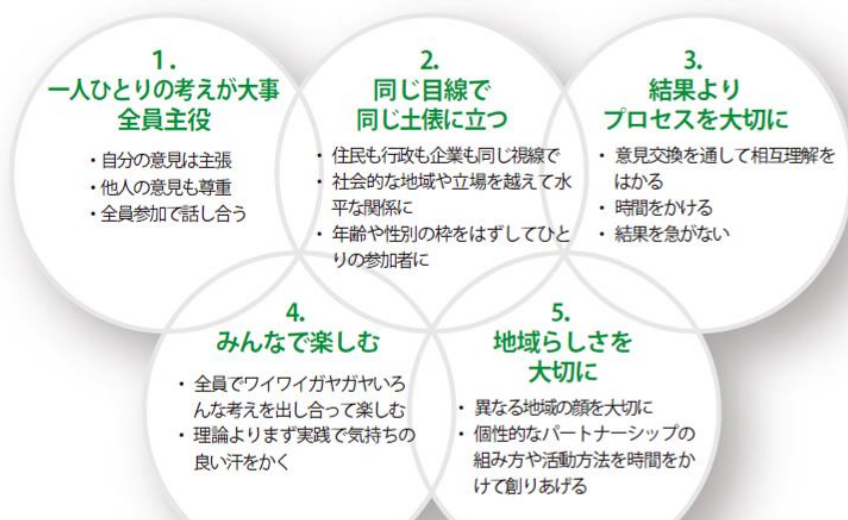 1.
一人ひとりの考えが大事
全員主役
・自分の意見は主張
・他人の意見も尊重
・全員参加で話し合う
2.
同じ目線で
同じ土俵に立つ
・ 住民も行政も企業も同じ視線で
・ 社会的な地域や立場を越えて水
平な関係に
・ 年齢や性別の枠をはずしてひと
りの参加者に
3.
結果より
プロセスを大切に
・ 意見交換を通して相互理解を
はかる
・ 時間をかける
・ 結果を急がない
4.
みんなで楽しむ
・ 全員でワイワイガヤガヤいろ
んな考えを出し合って楽しむ
・ 理論よりまず実践で気持ちの
良い汗をかく
5.
地域らしさを
大切に
・ 異なる地域の顔を大切に
・ 個性的なパートナーシップの
組み方や活動方法を時間をか
けて創りあげる